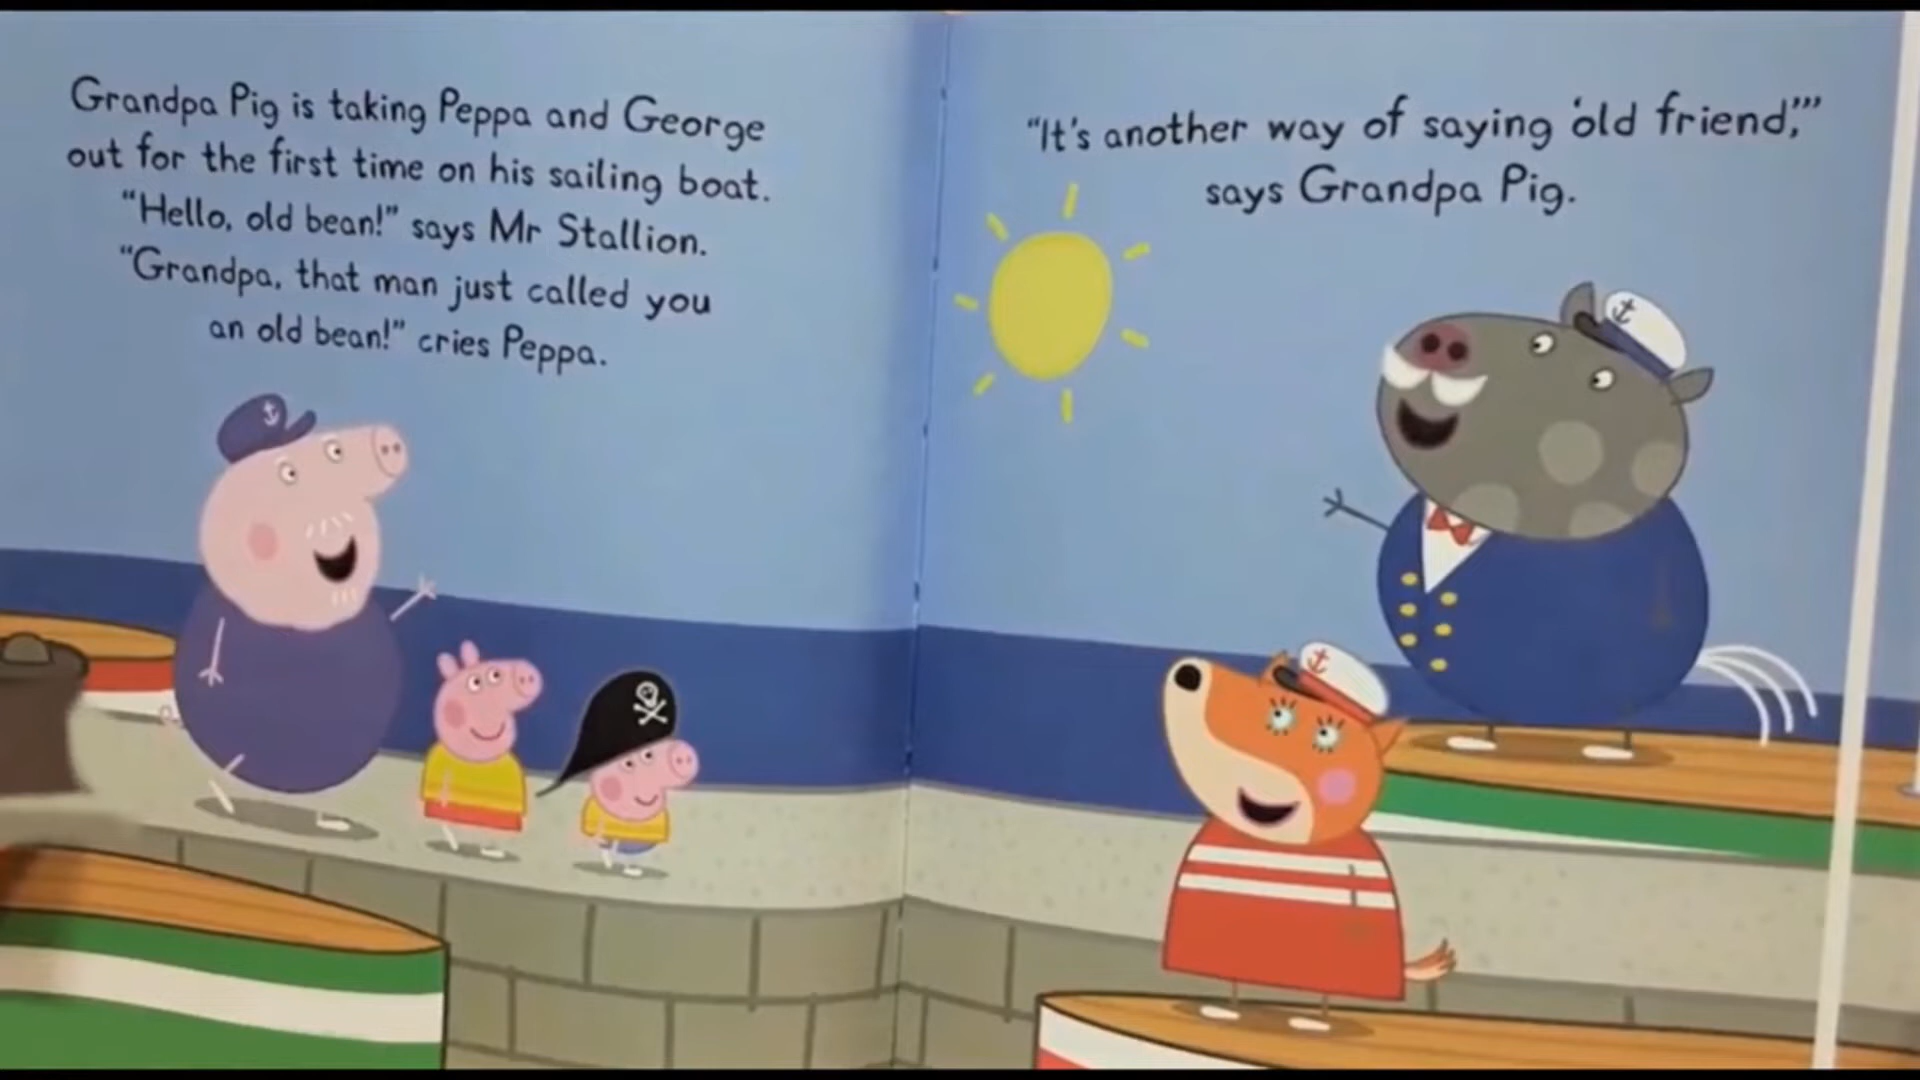 Grandpa Pig is taking Peppa and George
out for the first time on his sailing boat.
“Hello, old bean!” says Mr Stallion.
“Grandpa, that man just called you
an old bean!” cries Peppa.
“It's another way of saying ‘old friend,’”
says Grandpa Pig.